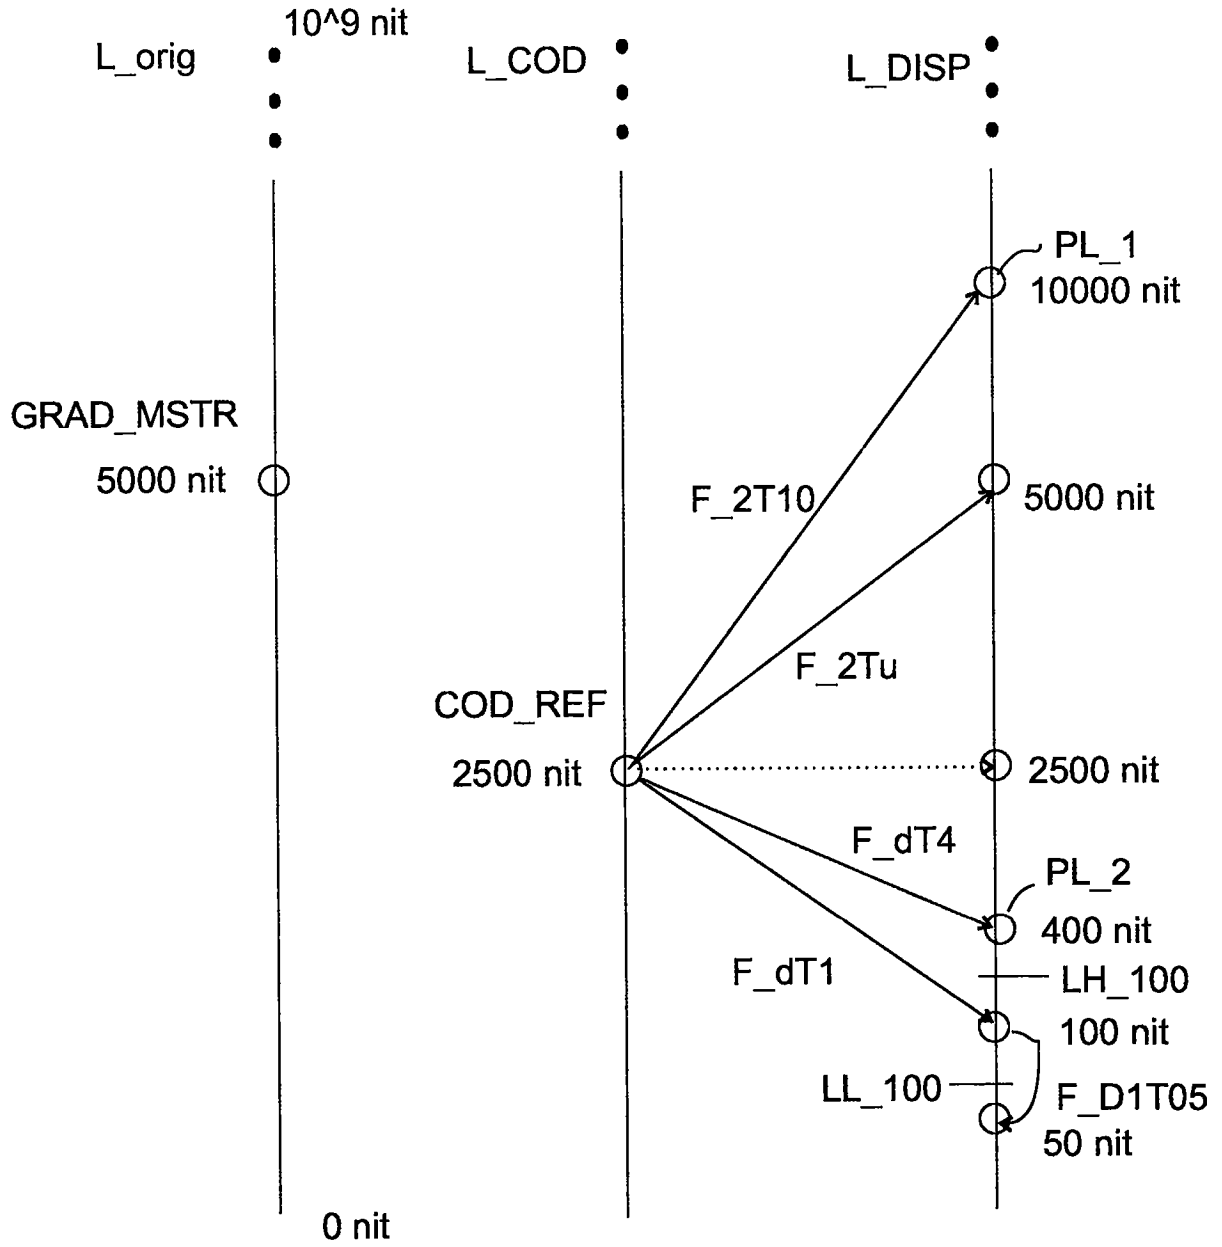 10^9 nit
L_orig
L_COD
L_DISP
PL_1
10000 nit
GRAD_MSTR
5000 nit
F_2T10
5000 nit
F_2Tu
COD_REF
2500 nit
2500 nit
F_dT4
PL_2
400 nit
F_dT1
LH_100
100 nit
LL_100
F_D1T05
50 nit
0 nit